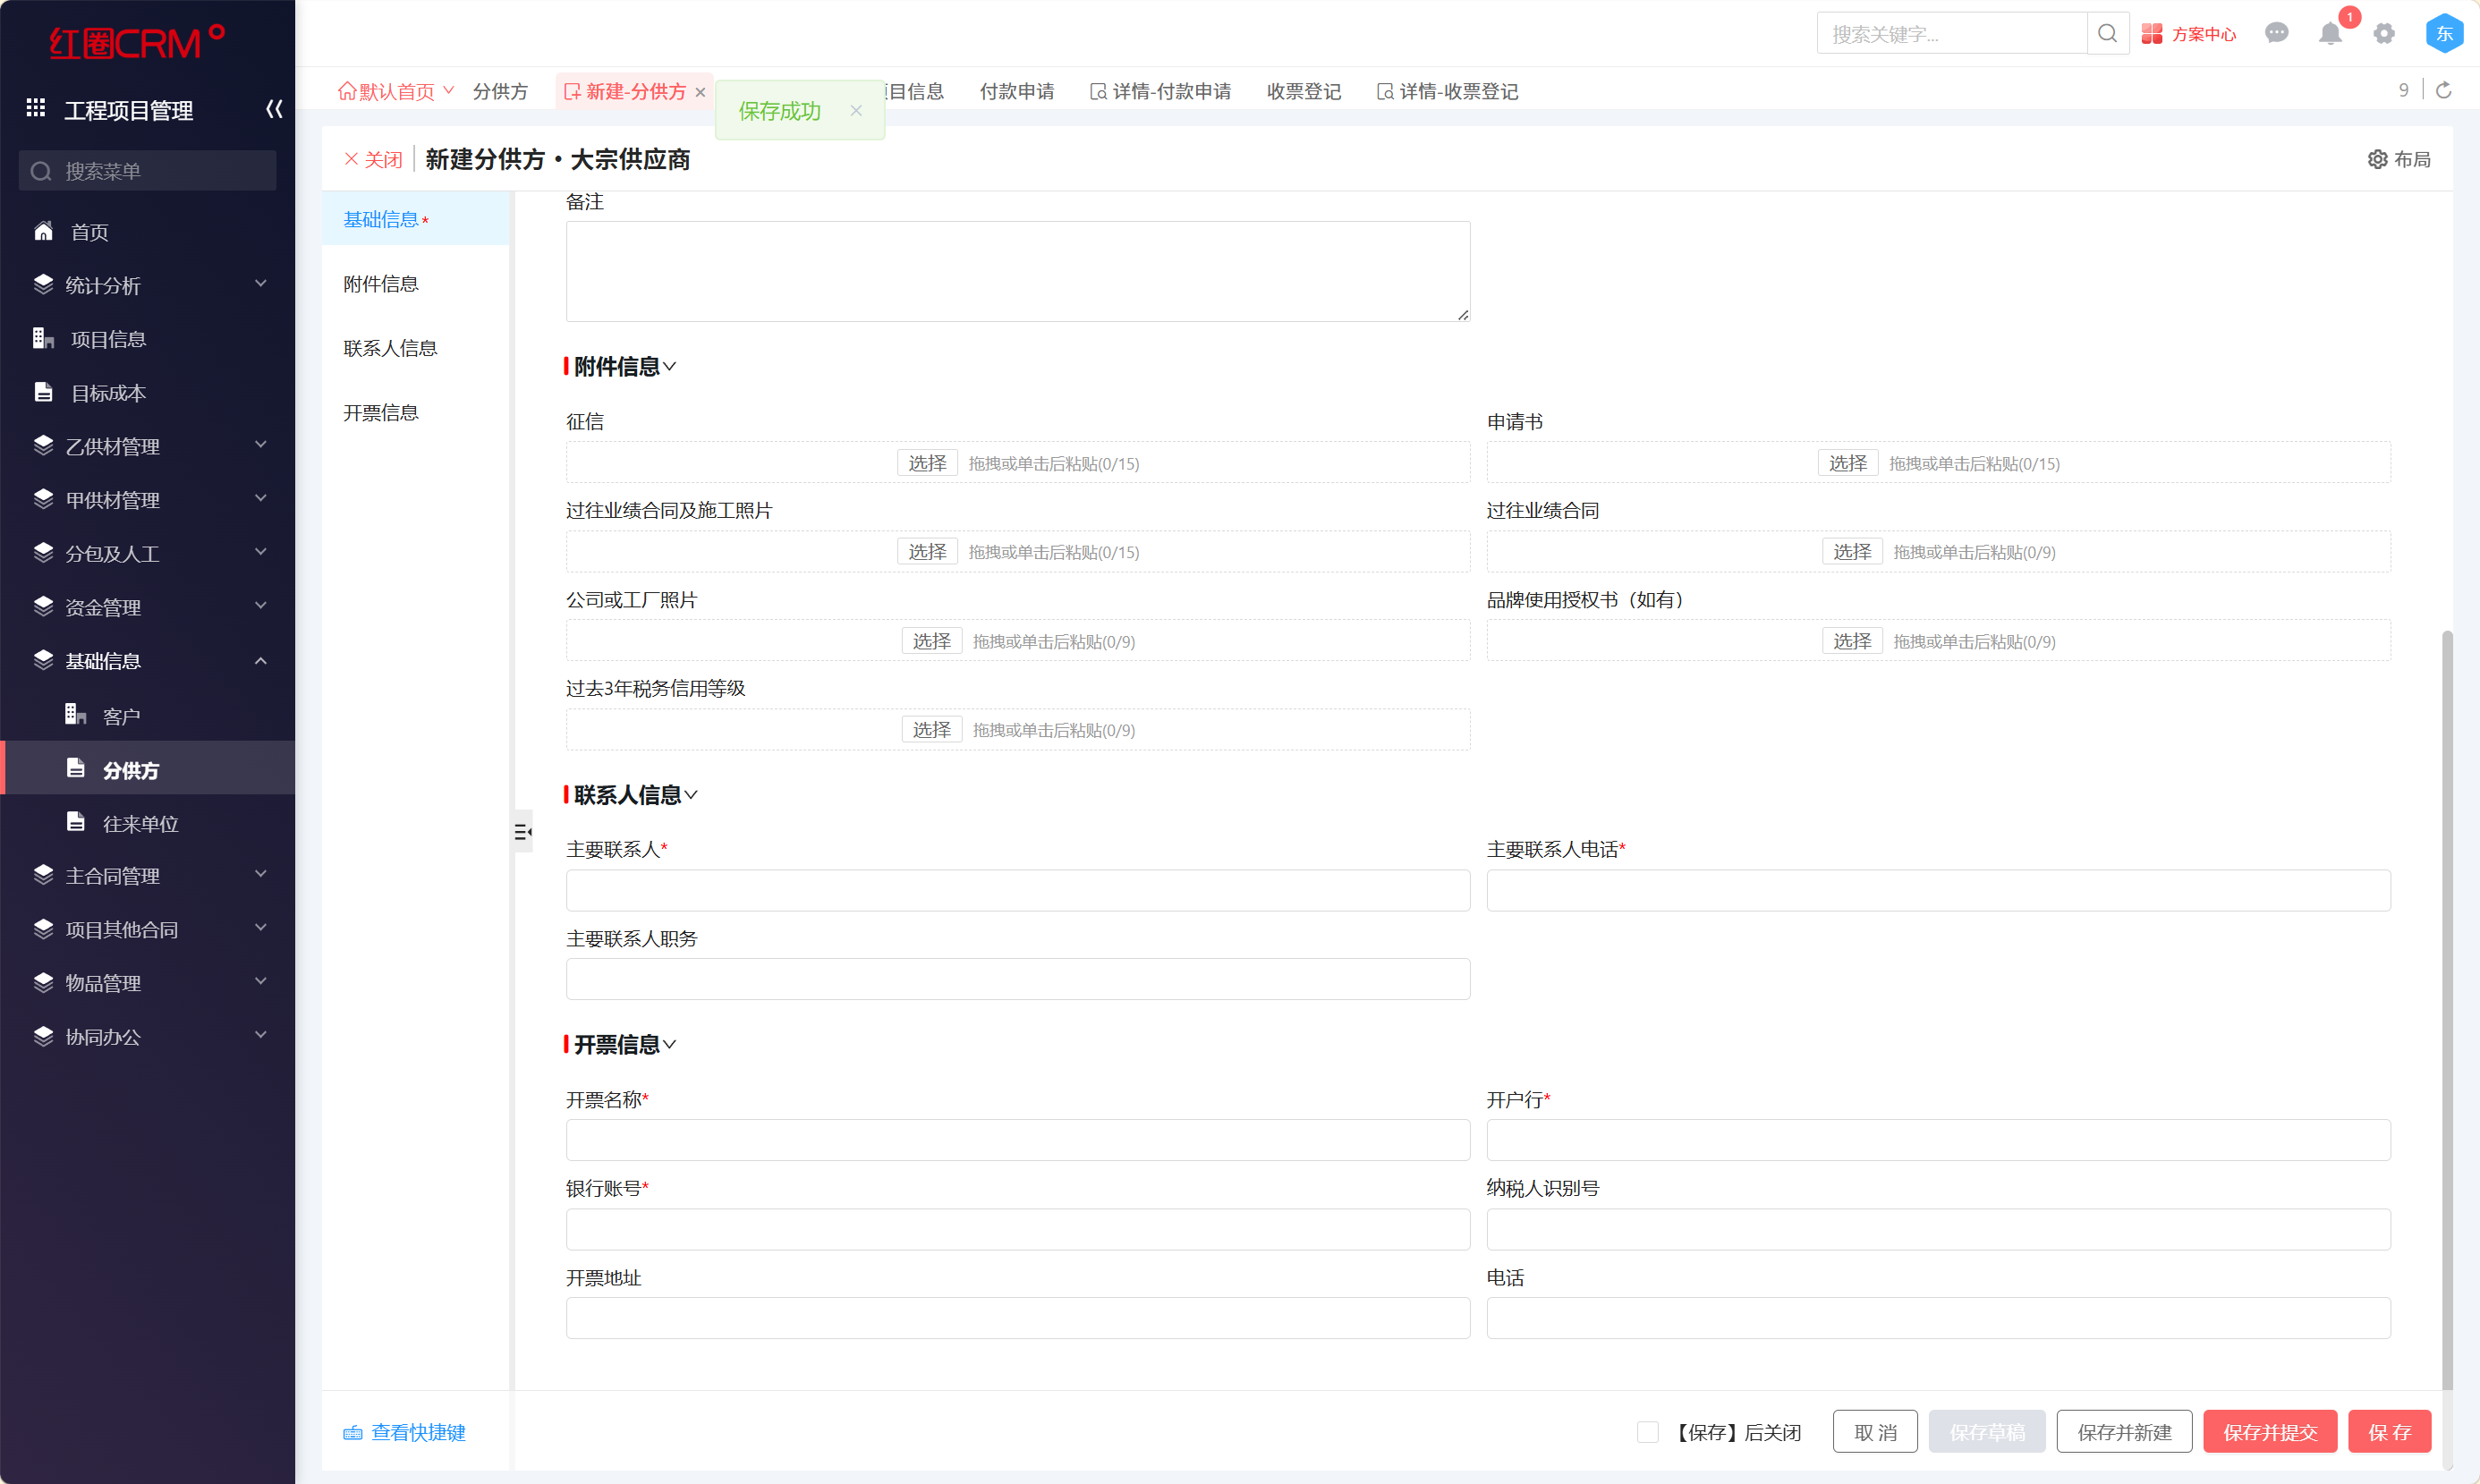 红圈CRM
搜索关键字...
方案中心
1
东
工程项目管理
默认首页
分供方
新建-分供方
项目信息
付款申请
详情-付款申请
收票登记
详情-收票登记
9
保存成功
搜索菜单
首页
统计分析
项目信息
目标成本
乙供材管理
甲供材管理
分包及人工
资金管理
基础信息
客户
分供方
往来单位
主合同管理
项目其他合同
物品管理
协同办公
关闭
新建分供方·大宗供应商
布局
基础信息*
附件信息
联系人信息
开票信息
备注
附件信息
征信
申请书
选择 拖拽或单击后粘贴(0/15)
选择 拖拽或单击后粘贴(0/15)
过往业绩合同及施工照片
过往业绩合同
选择 拖拽或单击后粘贴(0/15)
选择 拖拽或单击后粘贴(0/9)
公司或工厂照片
品牌使用授权书（如有）
选择 拖拽或单击后粘贴(0/9)
选择 拖拽或单击后粘贴(0/9)
过去3年税务信用等级
选择 拖拽或单击后粘贴(0/9)
联系人信息
主要联系人*
主要联系人电话*
主要联系人职务
开票信息
开票名称*
开户行*
银行账号*
纳税人识别号
开票地址
电话
查看快捷键
【保存】后关闭
取 消
保存草稿
保存并新建
保存并提交
保 存